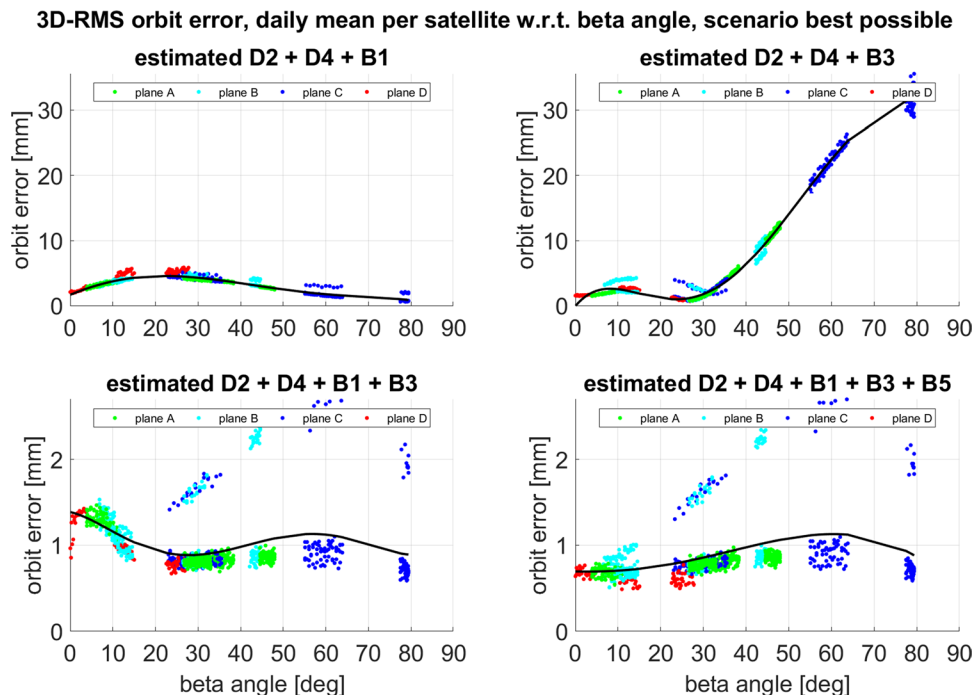 3D-RMS orbit error, daily mean per satellite w.r.t. beta angle, scenario best possible
estimated D2 + D4 + B1
plane A plane B plane C plane D
orbit error [mm]
30
20
10
0
0 10 20 30 40 50 60 70 80 90
estimated D2 + D4 + B3
plane A plane B plane C plane D
orbit error [mm]
30
20
10
0
0 10 20 30 40 50 60 70 80 90
estimated D2 + D4 + B1 + B3
plane A plane B plane C plane D
orbit error [mm]
2
1
0
0 10 20 30 40 50 60 70 80 90
beta angle [deg]
estimated D2 + D4 + B1 + B3 + B5
plane A plane B plane C plane D
orbit error [mm]
2
1
0
0 10 20 30 40 50 60 70 80 90
beta angle [deg]